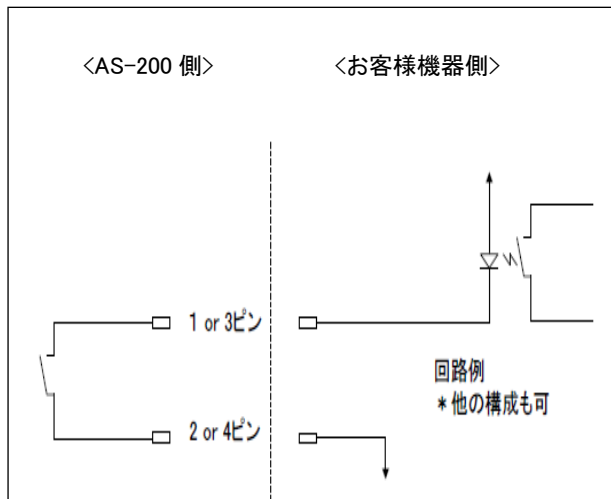 <AS-200 側>
<お客様機器側>
1 or 3ピン
回路例
*他の構成も可
2 or 4ピン